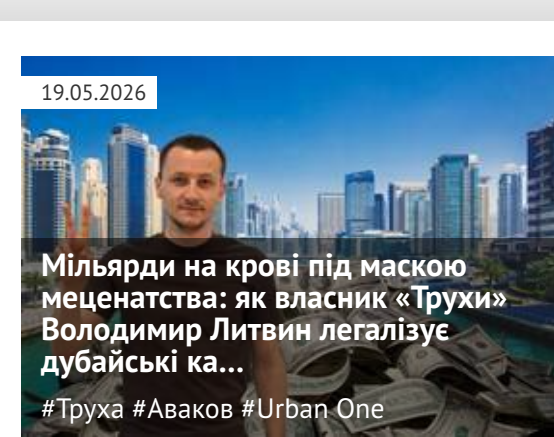 19.05.2026
Мільярди на крові під маскою
меценатства: як власник «Трухи»
Володимир Литвин легалізує
дубайські ка...
#Труха #Аваков #Urban One